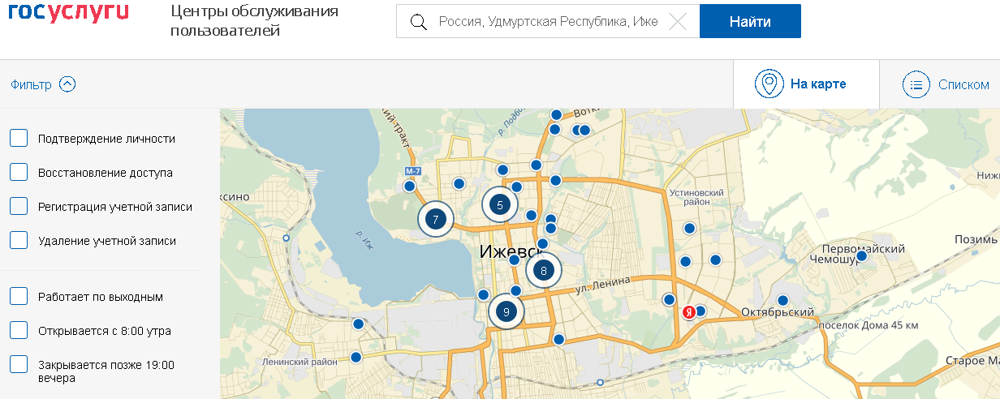 госуслуги
Центры обслуживания
пользователей
Россия, Удмуртская Республика, Иже
Найти
Фильтр
На карте
Списком
Подтверждение личности
Восстановление доступа
Регистрация учетной записи
Удаление учетной записи
Работает по выходным
Открывается с 8:00 утра
Закрывается позже 19:00
вечера
ксино
тракт
р. Подбо
Вотки
М-7
5
7
р. Иж
Ижевск
8
9
ул. Ленина
Устиновский
район
Ленинский район
Я
Октябрьский
поселок Дома 45 км
Первомайский
Чемошур
Позимь
Нижн
Старое Ма